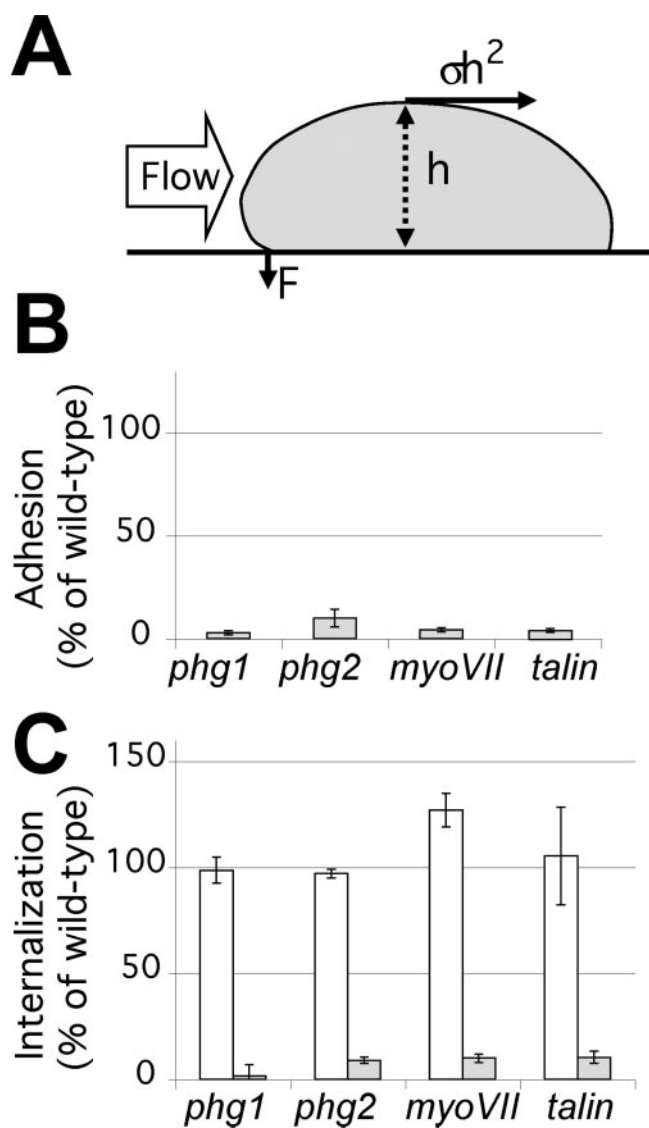 A
σh²
Flow
h
F
B
Adhesion
(% of wild-type)
100
50
0
phg1 phg2 myoVII talin
C
Internalization
(% of wild-type)
150
100
50
0
phg1 phg2 myoVII talin